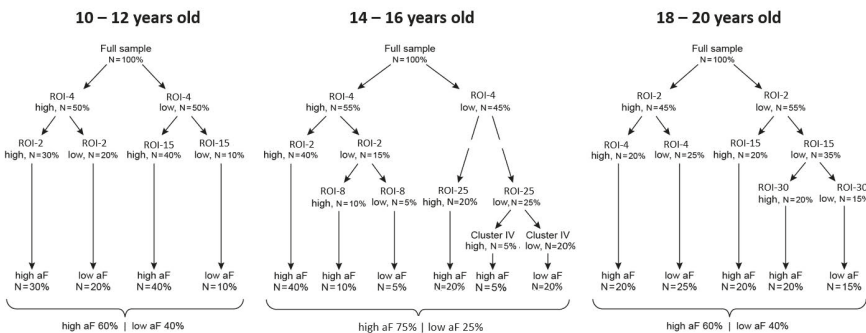 10 – 12 years old
Full sample
N=100%
ROI-4
high, N=50%
ROI-4
low, N=50%
ROI-2
high, N=30%
ROI-2
low, N=20%
ROI-15
high, N=40%
ROI-15
low, N=10%
high aF
N=30%
low aF
N=20%
high aF
N=40%
low aF
N=10%
high aF 60% | low aF 40%
14 – 16 years old
Full sample
N=100%
ROI-4
high, N=55%
ROI-4
low, N=45%
ROI-2
high, N=40%
ROI-2
low, N=15%
ROI-8
high, N=10%
ROI-8
low, N=5%
ROI-25
high, N=20%
ROI-25
low, N=25%
Cluster IV
high, N=5%
Cluster IV
low, N=20%
high aF
N=40%
high aF
N=10%
low aF
N=5%
high aF
N=20%
high aF
N=5%
low aF
N=20%
high aF 75% | low aF 25%
18 – 20 years old
Full sample
N=100%
ROI-2
high, N=45%
ROI-2
low, N=55%
ROI-4
high, N=20%
ROI-4
low, N=25%
ROI-15
high, N=20%
ROI-15
low, N=35%
ROI-30
high, N=20%
ROI-30
low, N=15%
high aF
N=20%
low aF
N=25%
high aF
N=20%
high aF
N=20%
low aF
N=15%
high aF 60% | low aF 40%